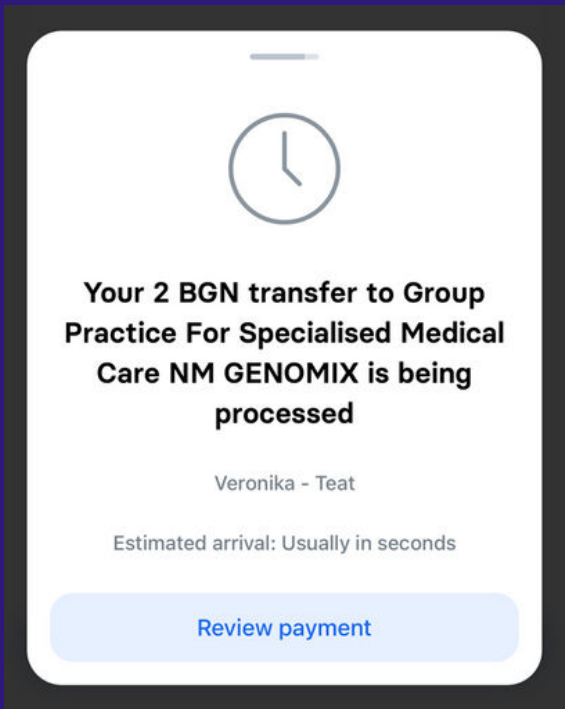 Your 2 BGN transfer to Group
Practice For Specialised Medical
Care NM GENOMIX is being
processed
Veronika - Teat
Estimated arrival: Usually in seconds
Review payment